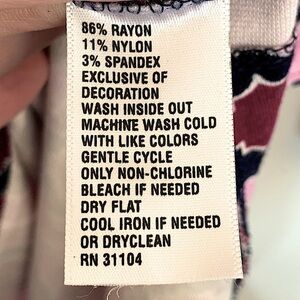 86% RAYON
11% NYLON
3% SPANDEX
EXCLUSIVE OF
DECORATION
WASH INSIDE OUT
MACHINE WASH COLD
WITH LIKE COLORS
GENTLE CYCLE
ONLY NON-CHLORINE
BLEACH IF NEEDED
DRY FLAT
COOL IRON IF NEEDED
OR DRYCLEAN
RN 31104